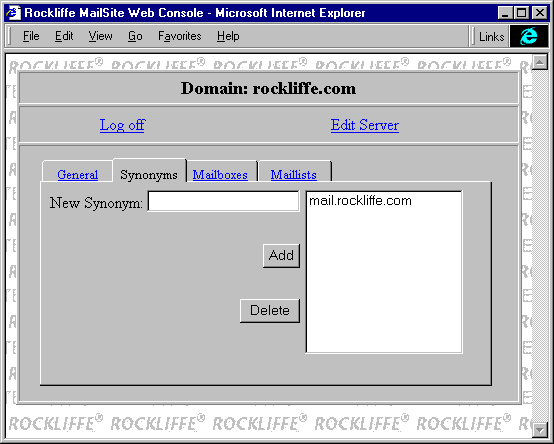 Rockliffe MailSite Web Console - Microsoft Internet Explorer
File Edit View Go Favorites Help Links
ROCKLIFFE® ROCKLIFFE® ROCKLIFFE® ROCKLIFFE® ROCKLIFFE®
Domain: rockliffe.com
Log off Edit Server
General Synonyms Mailboxes Maillists
New Synonym: mail.rockliffe.com
Add
Delete
ROCKLIFFE® ROCKLIFFE® ROCKLIFFE® ROCKLIFFE® ROCKLIFFE®